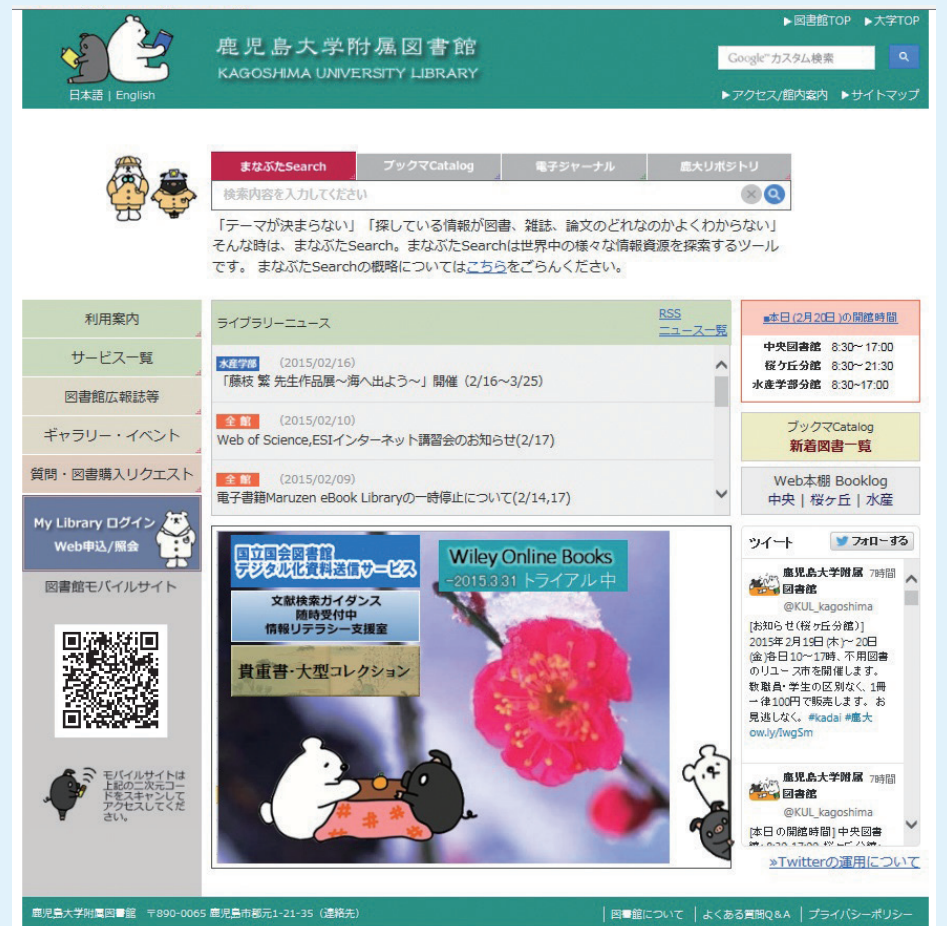 ▶図書館TOP ▶大学TOP
鹿児島大学附属図書館
KAGOSHIMA UNIVERSITY LIBRARY
Google™カスタム検索
日本語 | English
▶アクセス/館内案内 ▶サイトマップ
まなぶたSearch
ブックマCatalog
電子ジャーナル
鹿大リポジトリ
検索内容を入力してください
「テーマが決まらない」「探している情報が図書、雑誌、論文のどれなのかよくわからない」
そんな時は、まなぶたSearch。まなぶたSearchは世界中の様々な情報資源を探索するツール
です。 まなぶたSearchの概略についてはこちらをごらんください。
利用案内
サービス一覧
図書館広報誌等
ギャラリー・イベント
質問・図書購入リクエスト
My Library ログイン
Web申込/照会
図書館モバイルサイト
モバイルサイトは
上記の二次元コー
ドをスキャンして
アクセスしてくだ
さい。
ライブラリーニュース
RSS
ニュース一覧
水産学部 (2015/02/16)
「藤枝 繁 先生作品展～海へ出よう～」開催 (2/16～3/25)
全館 (2015/02/10)
Web of Science,ESIインターネット講習会のお知らせ(2/17)
全館 (2015/02/09)
電子書籍Maruzen eBook Libraryの一時停止について(2/14,17)
国立国会図書館
デジタル化資料送信サービス
文献検索ガイダンス
随時受付中
情報リテラシー支援室
貴重書・大型コレクション
Wiley Online Books
-2015.3.31 トライアル中
■本日(2月20日)の開館時間
中央図書館 8:30～17:00
桜ケ丘分館 8:30～21:30
水産学部分館 8:30~17:00
ブックマCatalog
新着図書一覧
Web本棚 Booklog
中央 | 桜ヶ丘 | 水産
ツイート
フォローする
鹿児島大学附属 7時間
図書館
@KUL_kagoshima
[お知らせ(桜ヶ丘分館)]
2015年2月19日(木)～20日
(金)各日10～17時、不用図書
のリユース市を開催します。
教職員・学生の区別なく、1冊
一律100円で販売します。お
見逃しなく。#kadai #鹿大
ow.ly/IwgSm
鹿児島大学附属 7時間
図書館
@KUL_kagoshima
[本日の開館時間]中央図書
»Twitterの運用について
鹿児島大学附属図書館 〒890-0065 鹿児島市郡元1-21-35（連絡先）
図書館について | よくある質問Q&A | プライバシーポリシー